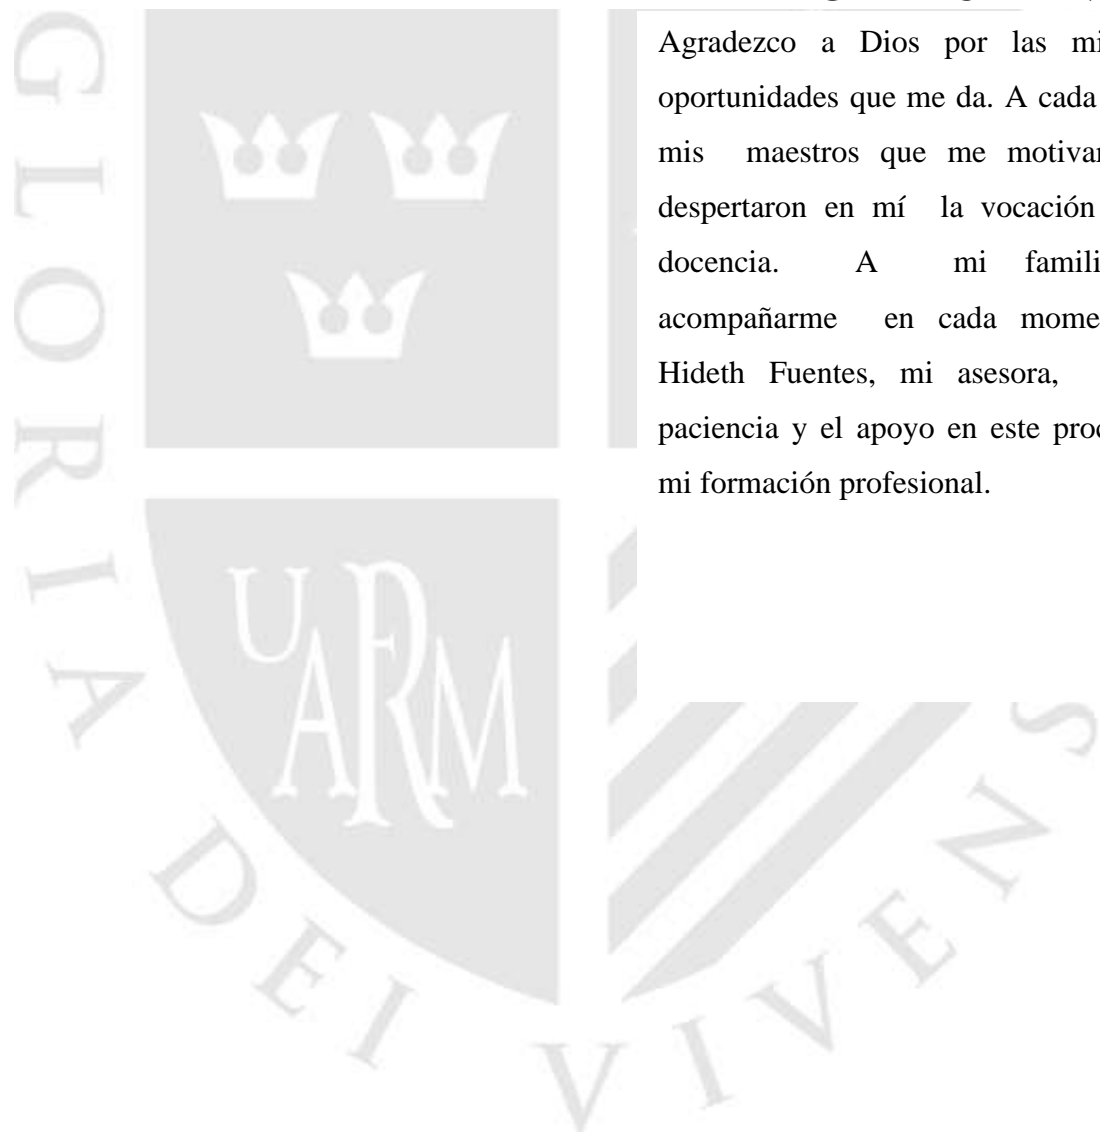 Agradezco a Dios por las mi
oportunidades que me da. A cada
mis maestros que me motivar
despertaron en mí la vocación
docencia. A mi famili
acompañarme en cada mome
Hideth Fuentes, mi asesora,
paciencia y el apoyo en este proc
mi formación profesional.
GLORIA DEI VIVENS
UARM